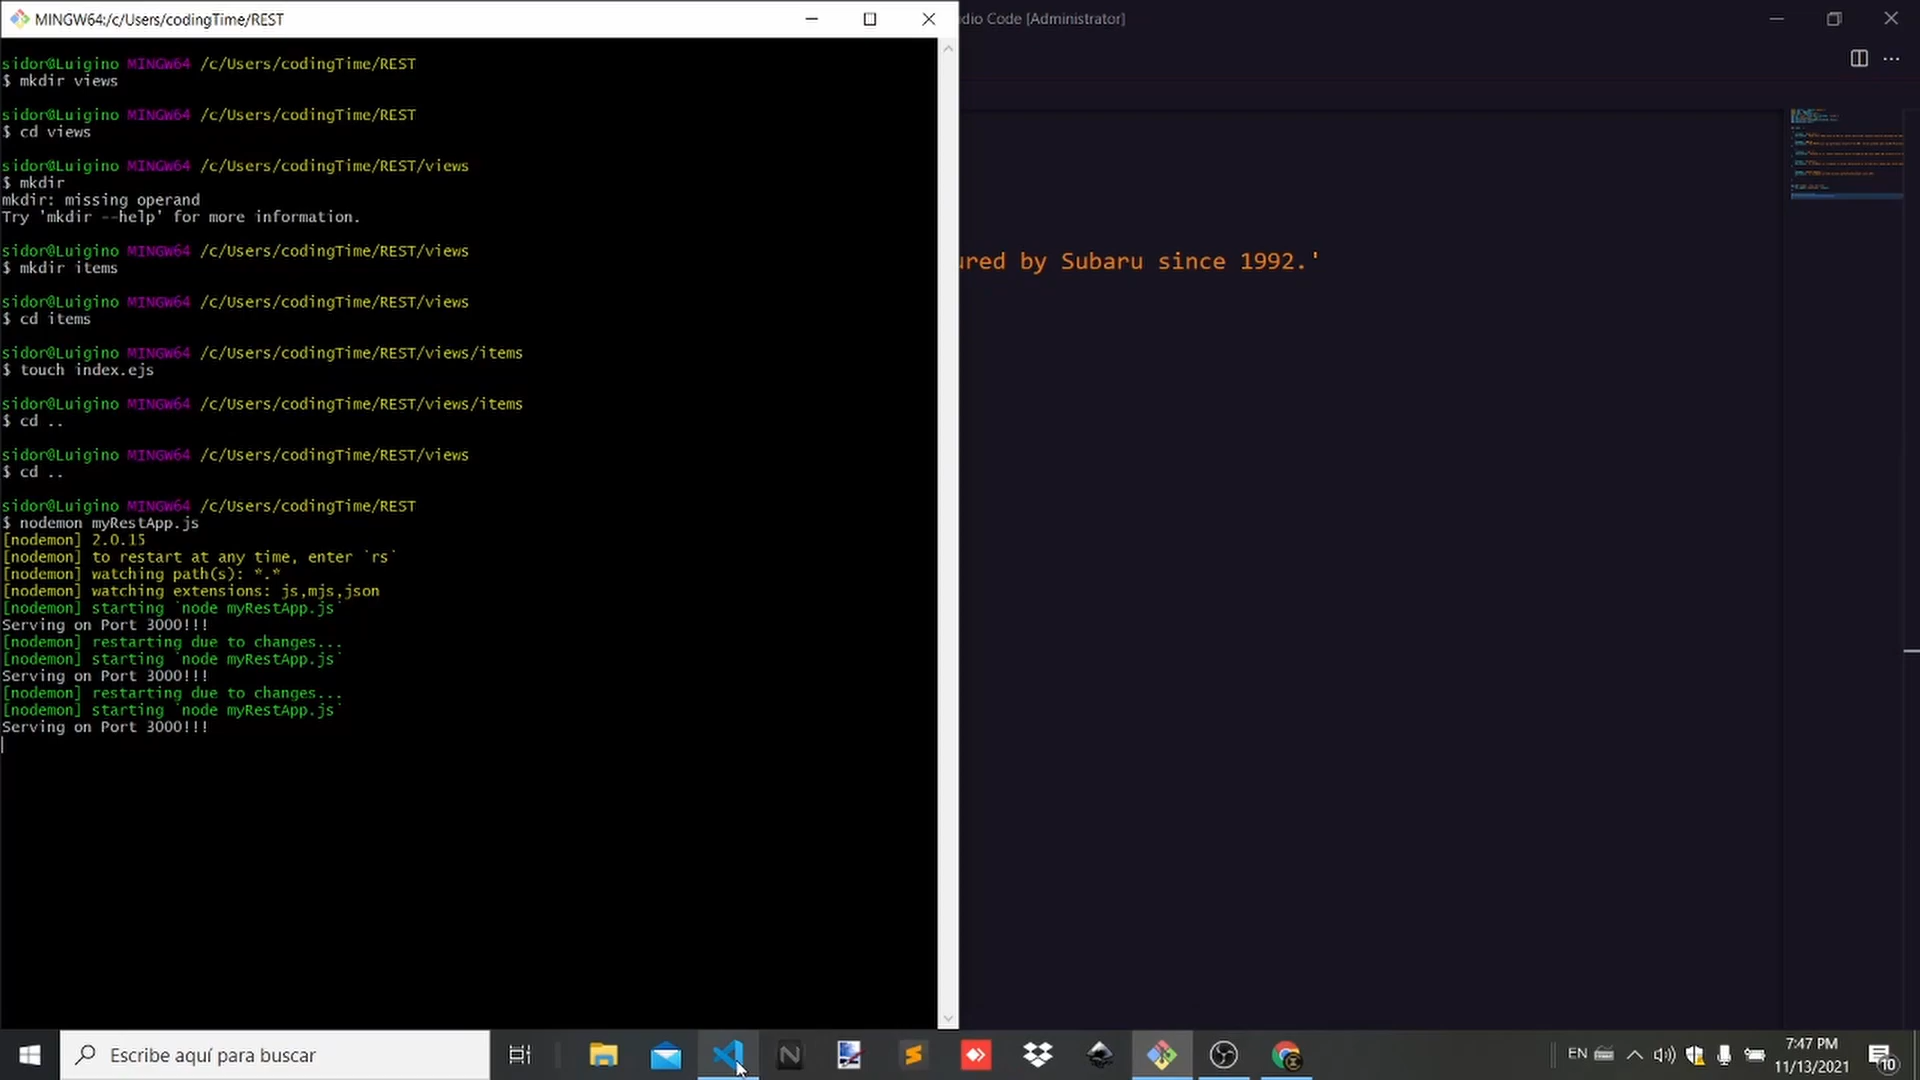 MINGW64:/c/Users/codingTime/REST
dio Code [Administrator]
sidor@Luigino MINGW64 /c/Users/codingTime/REST
$ mkdir views
sidor@Luigino MINGW64 /c/Users/codingTime/REST
$ cd views
sidor@Luigino MINGW64 /c/Users/codingTime/REST/views
$ mkdir
mkdir: missing operand
Try 'mkdir --help' for more information.
sidor@Luigino MINGW64 /c/Users/codingTime/REST/views
$ mkdir items
sidor@Luigino MINGW64 /c/Users/codingTime/REST/views
$ cd items
sidor@Luigino MINGW64 /c/Users/codingTime/REST/views/items
$ touch index.ejs
sidor@Luigino MINGW64 /c/Users/codingTime/REST/views/items
$ cd ..
sidor@Luigino MINGW64 /c/Users/codingTime/REST/views
$ cd ..
sidor@Luigino MINGW64 /c/Users/codingTime/REST
$ nodemon myRestApp.js
[nodemon] 2.0.15
[nodemon] to restart at any time, enter `rs`
[nodemon] watching path(s): *.*
[nodemon] watching extensions: js,mjs,json
[nodemon] starting `node myRestApp.js`
Serving on Port 3000!!!
[nodemon] restarting due to changes...
[nodemon] starting `node myRestApp.js`
Serving on Port 3000!!!
[nodemon] restarting due to changes...
[nodemon] starting `node myRestApp.js`
Serving on Port 3000!!!
ured by Subaru since 1992.'
Escribe aquí para buscar
EN
7:47 PM
11/13/2021
10